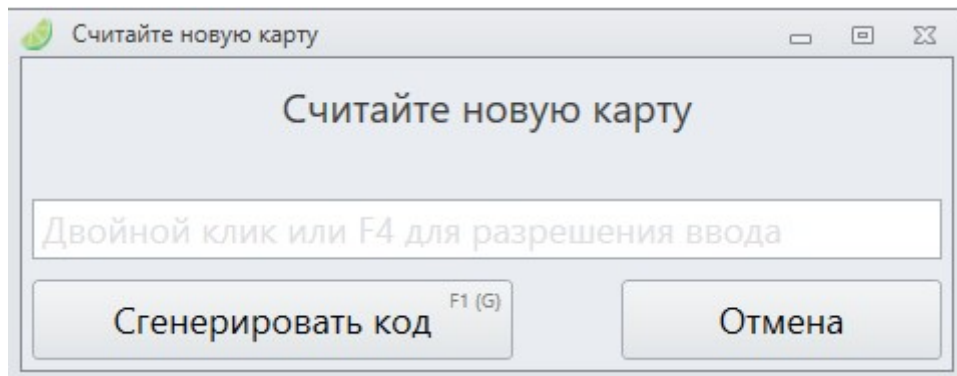 Считайте новую карту
Считайте новую карту
Двойной клик или F4 для разрешения ввода
Сгенерировать код F1 (G) Отмена